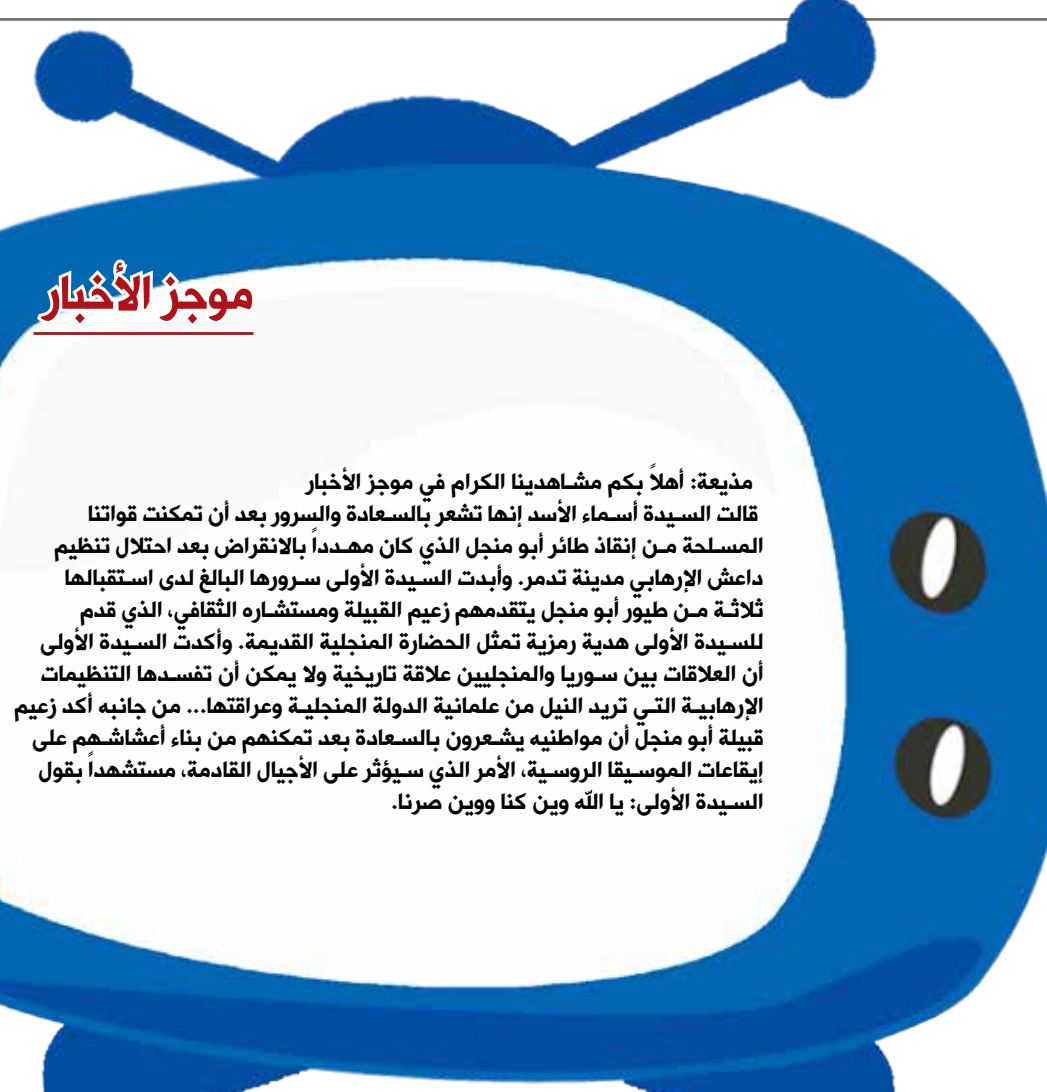 موجز الأخبار
مذيعة: أهلاً بكم مشاهدينا الكرام في موجز الأخبار
قالت السيدة أسماء الأسد إنها تشعر بالسعادة والسرور بعد أن تمكنت قواتنا
المسلحة من إنقاذ طائر أبو منجل الذي كان مهدداً بالانقراض بعد احتلال تنظيم
داعش الإرهابي مدينة تدمر. وأبدت السيدة الأولى سرورها البالغ لدى استقبالها
ثلاثة من طيور أبو منجل يتقدمهم زعيم القبيلة ومستشاره الثقافي، الذي قدم
للسيدة الأولى هدية رمزية تمثل الحضارة المنجلية القديمة. وأكدت السيدة الأولى
أن العلاقات بين سوريا والمنجليين علاقة تاريخية ولا يمكن أن تفسدها التنظيمات
الإرهابية التي تريد النيل من علمانية الدولة المنجلية وعراقتها... من جانبه أكد زعيم
قبيلة أبو منجل أن مواطنيه يشعرون بالسعادة بعد تمكنهم من بناء أعشاشهم على
إيقاعات الموسيقا الروسية، الأمر الذي سيؤثر على الأجيال القادمة، مستشهداً بقول
السيدة الأولى: يا الله وين كنا ووين صرنا.